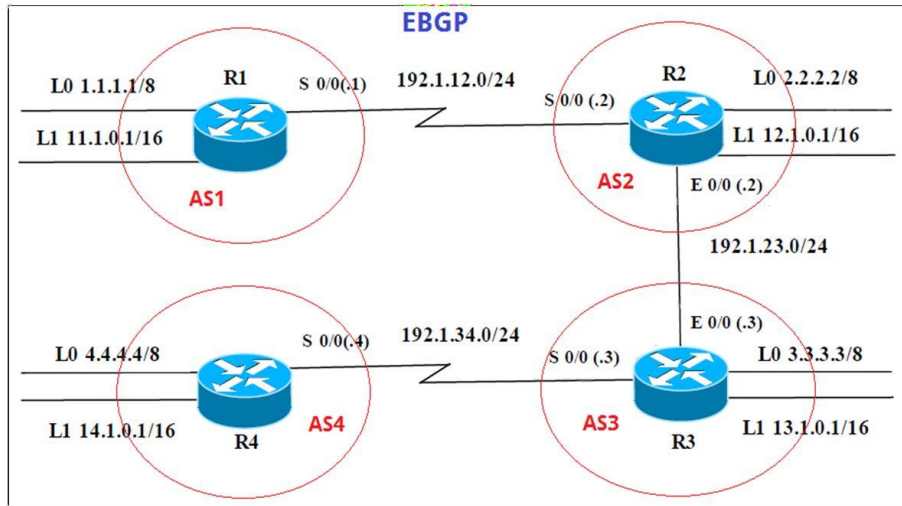 EBGP
L0 1.1.1.1/8
R1
S 0/0(.1)
192.1.12.0/24
S 0/0 (.2)
R2
L0 2.2.2.2/8
L1 11.1.0.1/16
L1 12.1.0.1/16
AS1
AS2
E 0/0 (.2)
192.1.23.0/24
E 0/0 (.3)
L0 4.4.4.4/8
S 0/0(.4)
192.1.34.0/24
S 0/0 (.3)
L0 3.3.3.3/8
L1 14.1.0.1/16
R4
AS4
AS3
R3
L1 13.1.0.1/16